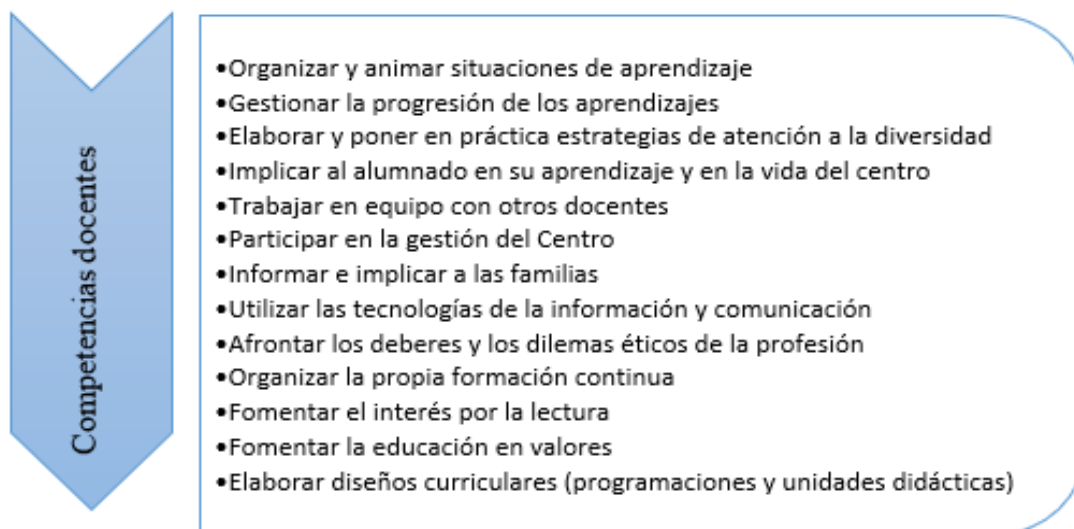 Competencias docentes
•Organizar y animar situaciones de aprendizaje
•Gestionar la progresión de los aprendizajes
•Elaborar y poner en práctica estrategias de atención a la diversidad
•Implicar al alumnado en su aprendizaje y en la vida del centro
•Trabajar en equipo con otros docentes
•Participar en la gestión del Centro
•Informar e implicar a las familias
•Utilizar las tecnologías de la información y comunicación
•Afrontar los deberes y los dilemas éticos de la profesión
•Organizar la propia formación continua
•Fomentar el interés por la lectura
•Fomentar la educación en valores
•Elaborar diseños curriculares (programaciones y unidades didácticas)